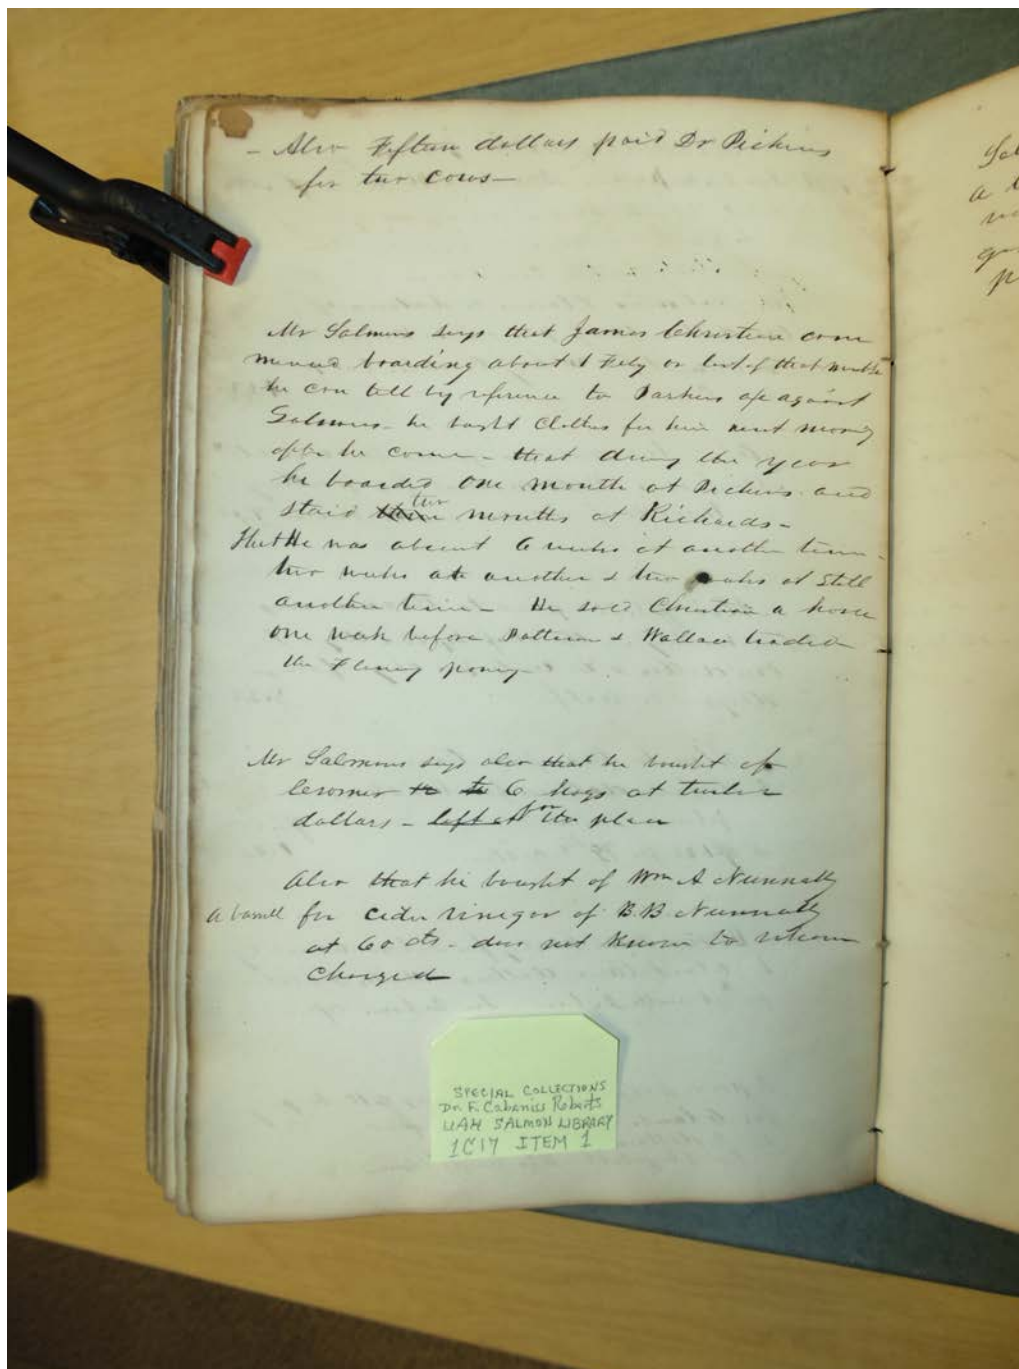 - Also Fifteen dollars paid Dr Pickens
for two cows -
Mr Salmons says that James Christian com
menced boarding about 1 Feby or last of that month
he can tell by reference to Parkers a/c against
Salmons - he baught Clothes for him next morning
after he come - that during the year
he boarded one month at Pickens and
staid two months at Richards -
That He was absent 6 weeks at another time -
two weeks at another & two weeks at still
another time - He sold Christian a horse
one week before Patterson & Wallace traded
the Fleming pony -
Mr Salmons says also that he bought of
6 hogs at twelve
dollars - left at for the place
Also that he bought of Wm A Nunnally
a barrell for cider vinegar of B.B Nunnally
at 60 cts - does not know to whom
charged
SPECIAL COLLECTIONS
Dr. F. Cabaniss Roberts
UAH SALMON LIBRARY
1C17 ITEM 1
Sal
a
p